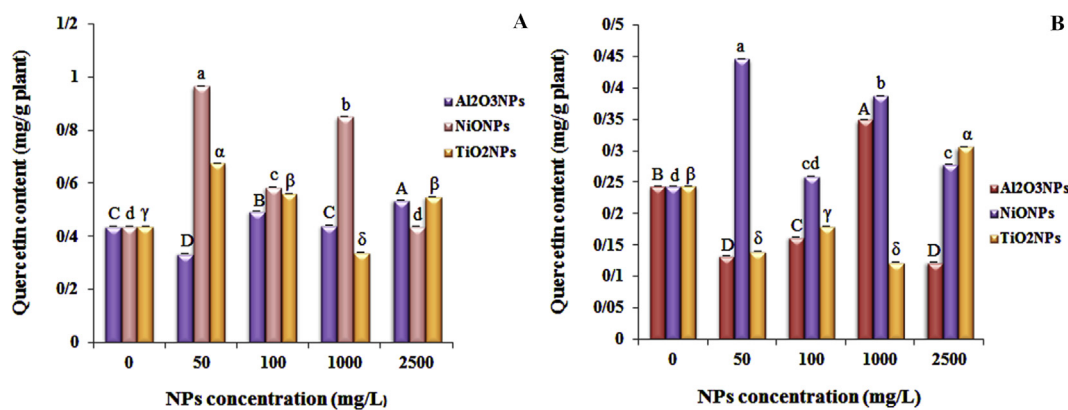 A
Quercetin content (mg/g plant)
1/2
1
0/8
0/6
0/4
0/2
0
C d γ
D a α
B c β
C b δ
A d β
0 50 100 1000 2500
NPs concentration (mg/L)
Al2O3NPs
NiONPs
TiO2NPs
B
Quercetin content (mg/g plant)
0/5
0/45
0/4
0/35
0/3
0/25
0/2
0/15
0/1
0/05
0
B d β
D a δ
C cd γ
A b δ
D c α
0 50 100 1000 2500
NPs concentration (mg/L)
Al2O3NPs
NiONPs
TiO2NPs